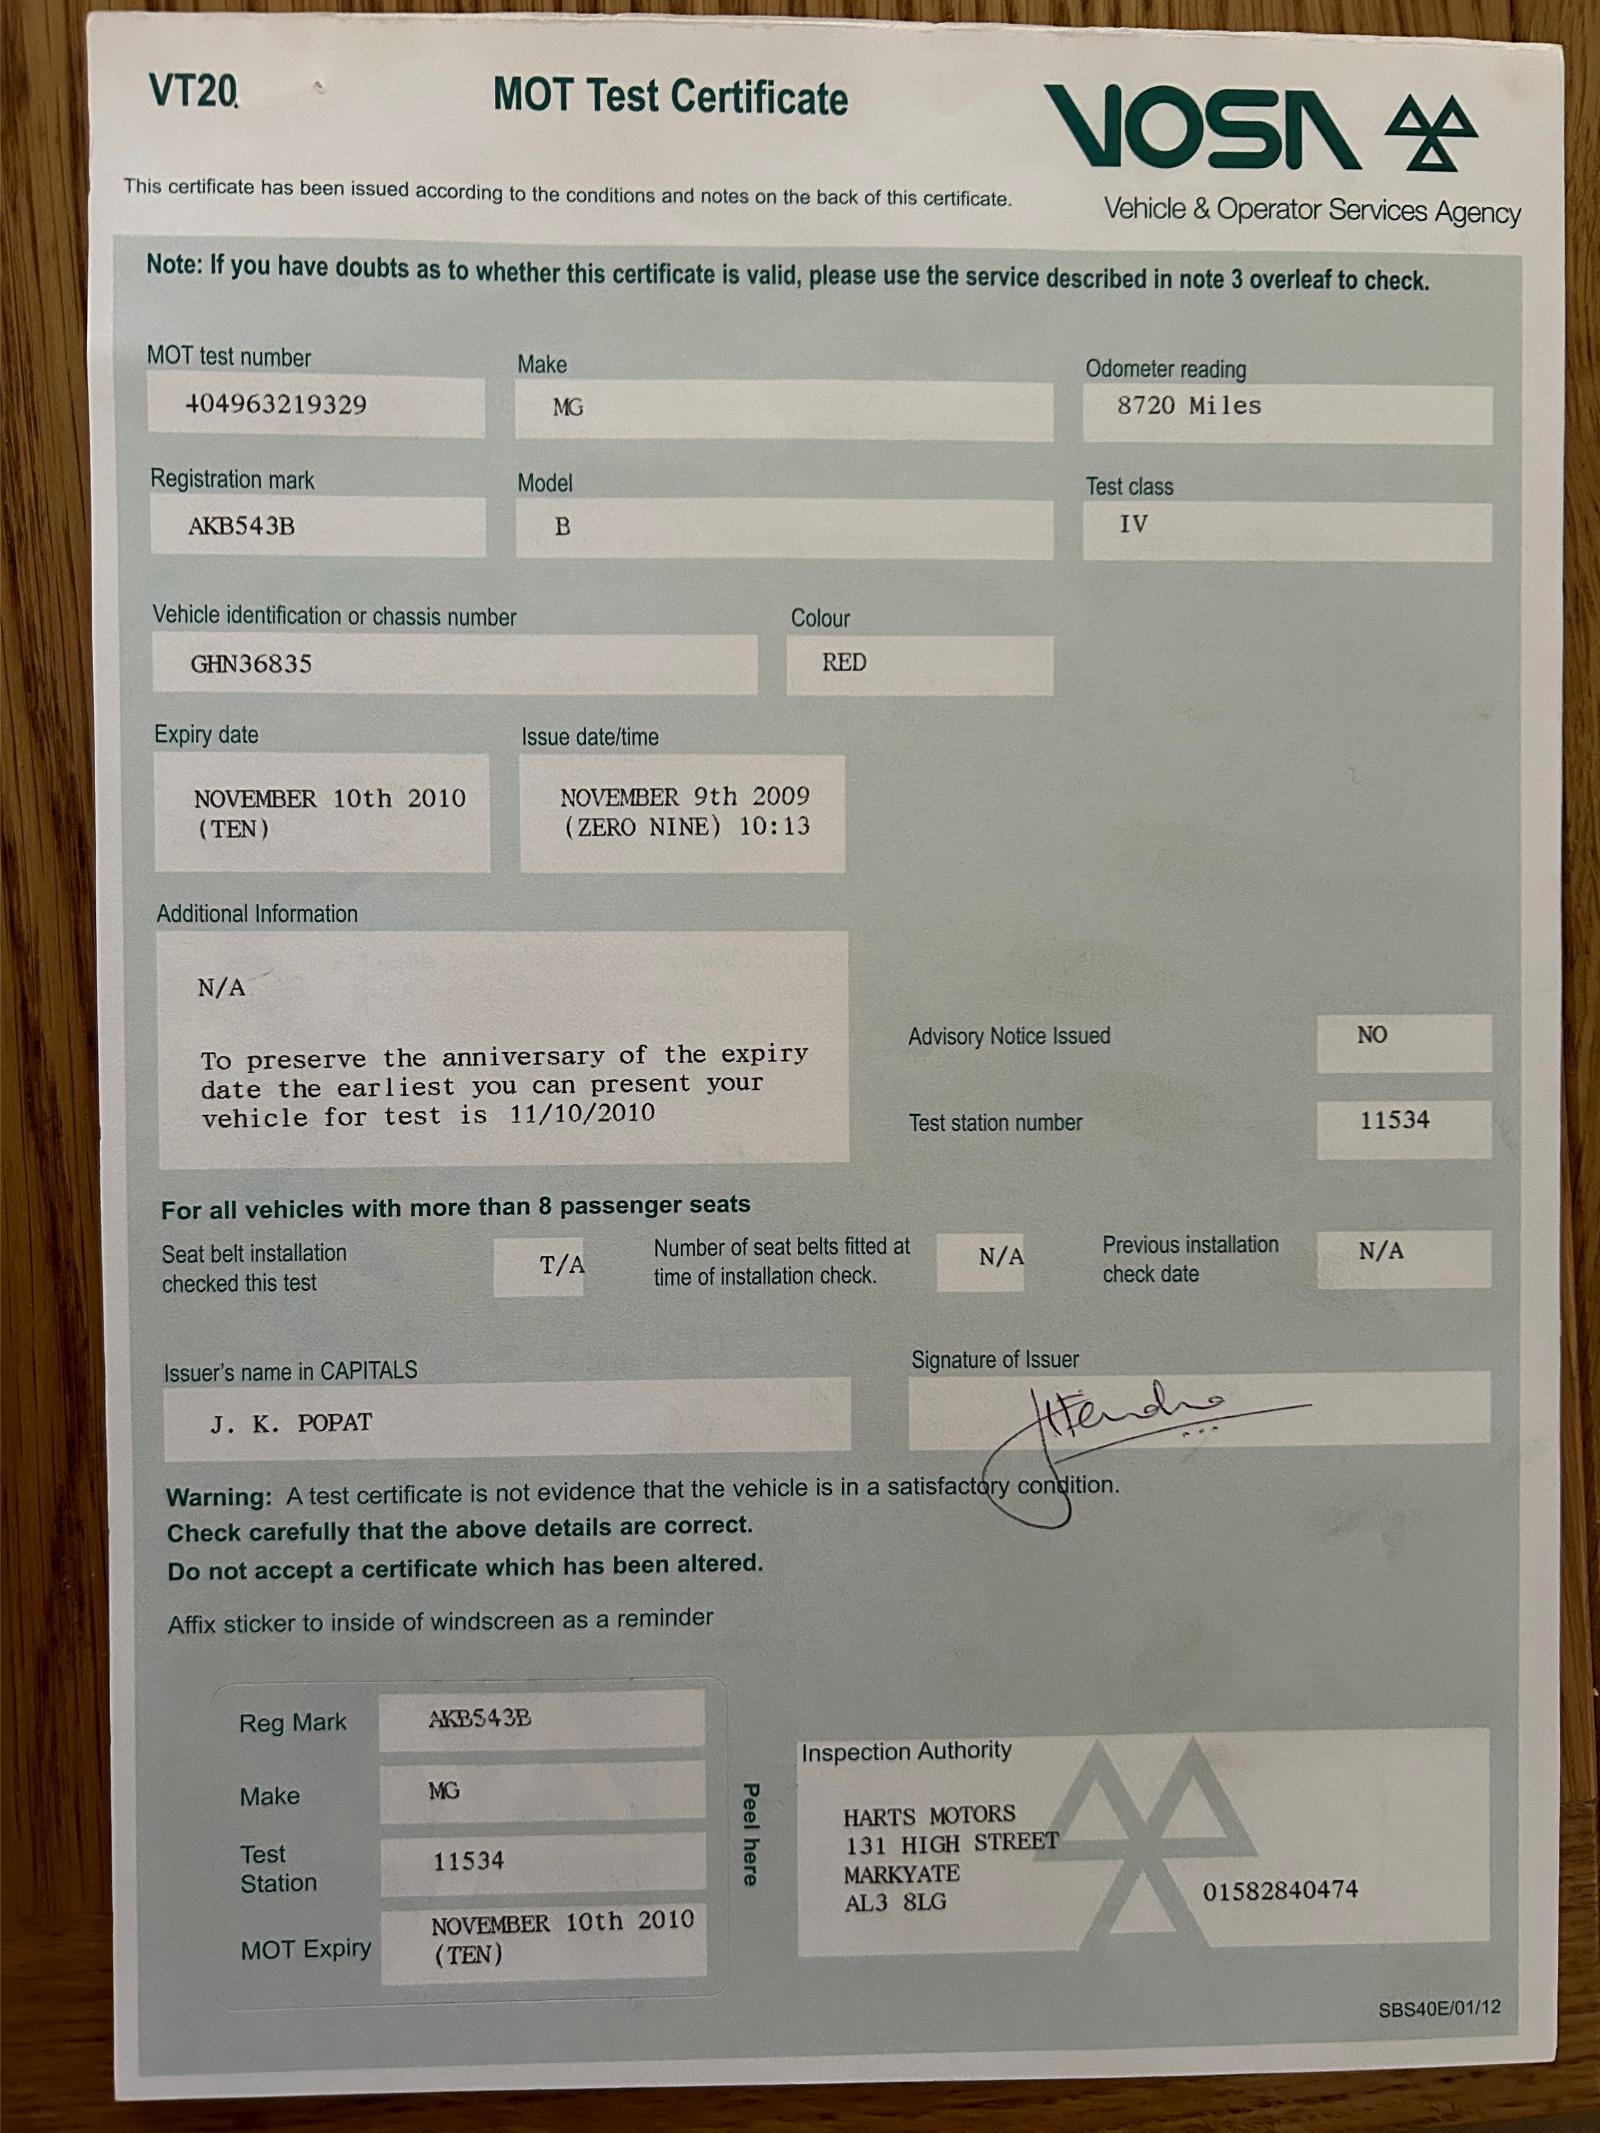 VT20
MOT Test Certificate
VOSA
Vehicle & Operator Services Agency
This certificate has been issued according to the conditions and notes on the back of this certificate.
Note: If you have doubts as to whether this certificate is valid, please use the service described in note 3 overleaf to check.
MOT test number
404963219329
Make
MG
Odometer reading
8720 Miles
Registration mark
AKB543B
Model
B
Test class
IV
Vehicle identification or chassis number
GHN36835
Colour
RED
Expiry date
NOVEMBER 10th 2010
(TEN)
Issue date/time
NOVEMBER 9th 2009
(ZERO NINE) 10:13
Additional Information
N/A
To preserve the anniversary of the expiry
date the earliest you can present your
vehicle for test is 11/10/2010
Advisory Notice Issued
NO
Test station number
11534
For all vehicles with more than 8 passenger seats
Seat belt installation
checked this test
T/A
Number of seat belts fitted at
time of installation check.
N/A
Previous installation
check date
N/A
Issuer's name in CAPITALS
J. K. POPAT
Signature of Issuer
Jitendra
Warning: A test certificate is not evidence that the vehicle is in a satisfactory condition.
Check carefully that the above details are correct.
Do not accept a certificate which has been altered.
Affix sticker to inside of windscreen as a reminder
Reg Mark
AKB543B
Make
MG
Test
Station
11534
MOT Expiry
NOVEMBER 10th 2010
(TEN)
Peel here
Inspection Authority
HARTS MOTORS
131 HIGH STREET
MARKYATE
AL3 8LG
01582840474
SBS40E/01/12